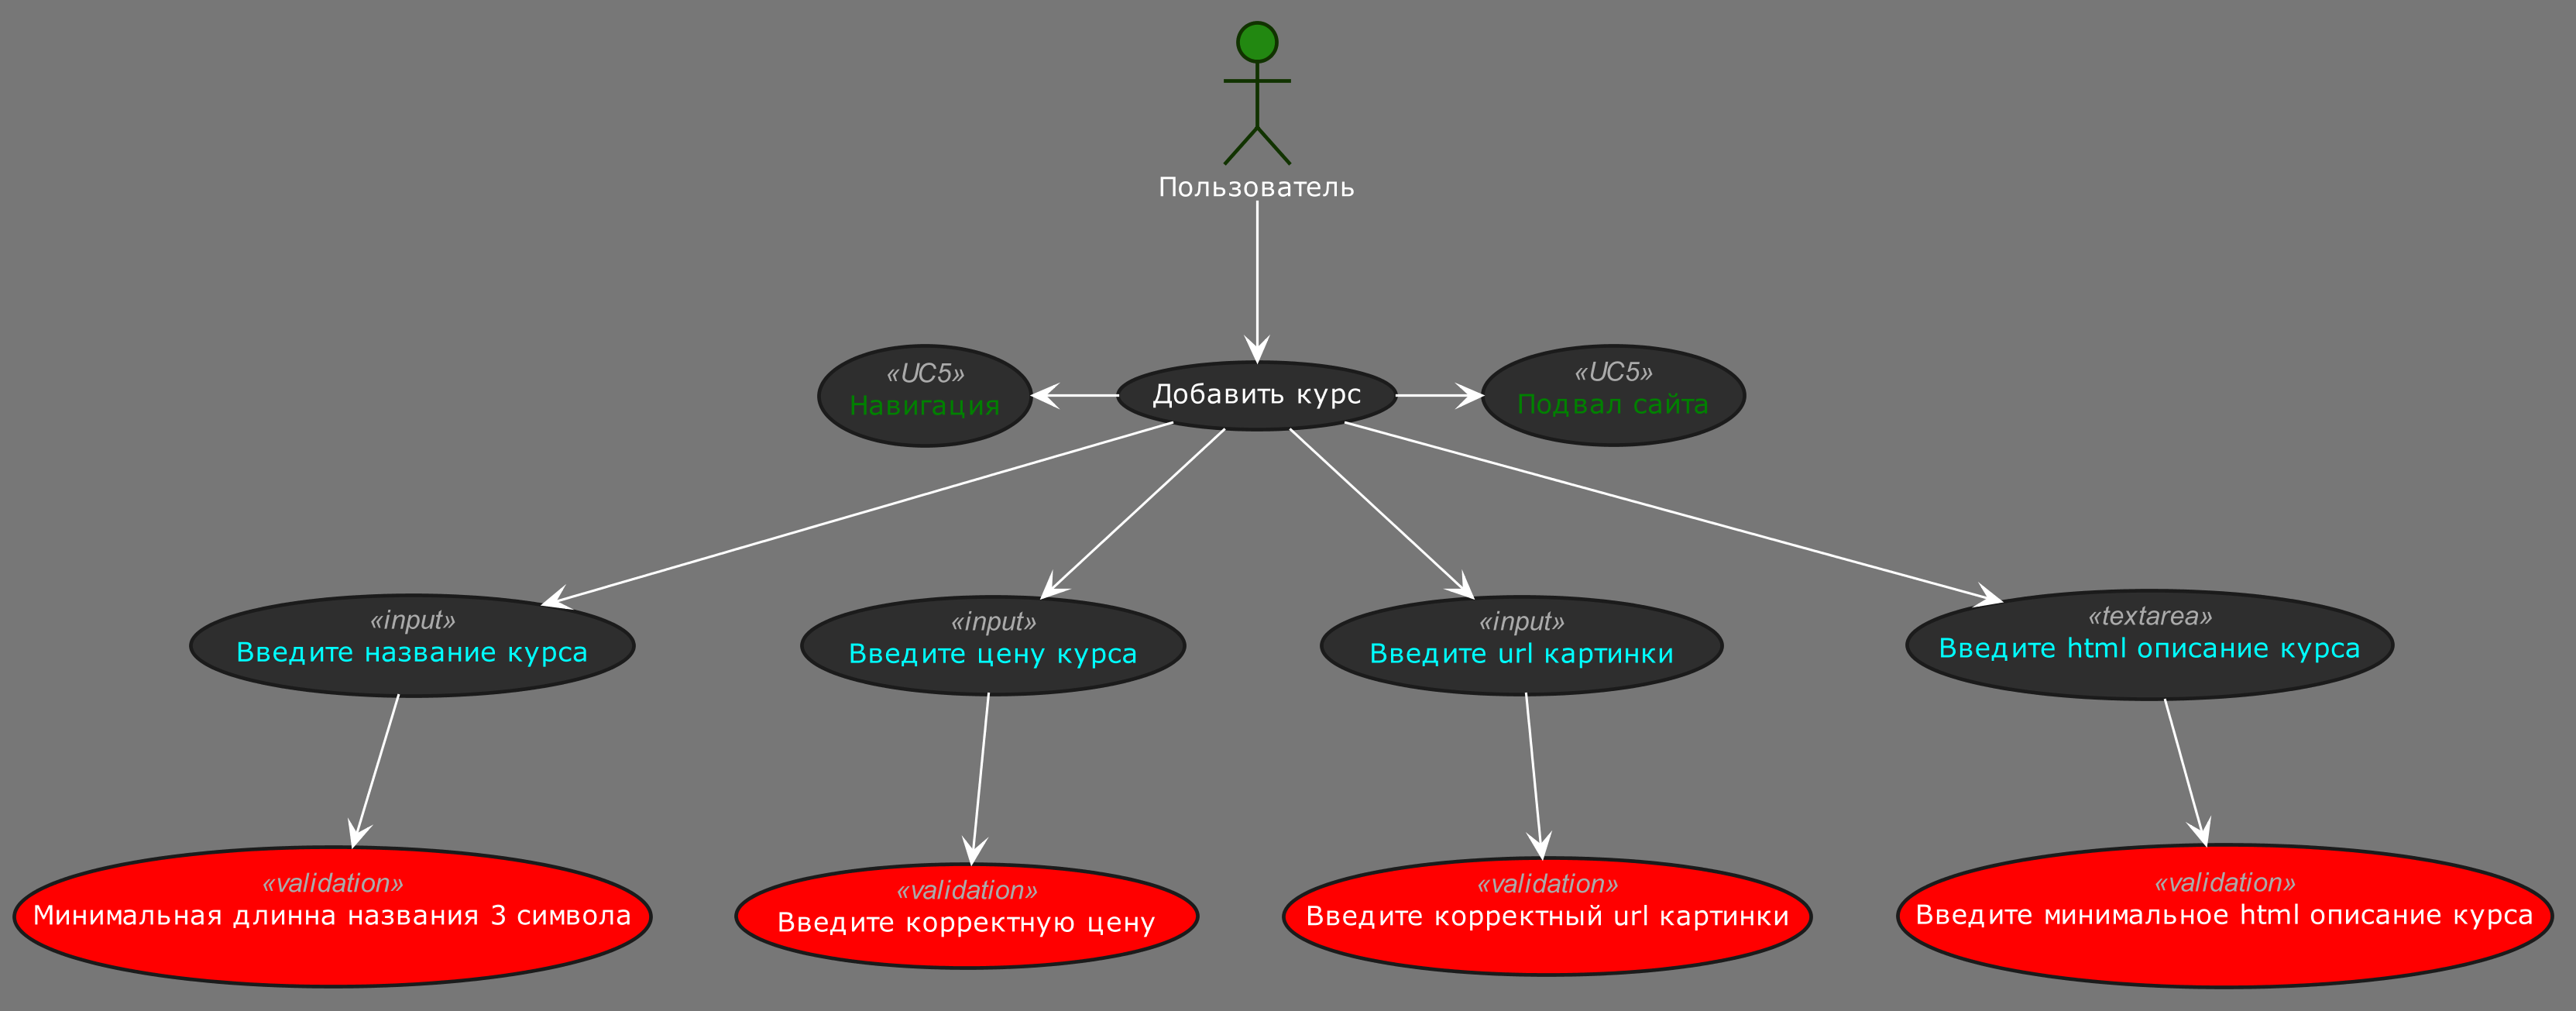 Пользователь
«UC5»
Навигация
Добавить курс
«UC5»
Подвал сайта
«input»
Введите название курса
«input»
Введите цену курса
«input»
Введите url картинки
«textarea»
Введите html описание курса
«validation»
Минимальная длинна названия 3 символа
«validation»
Введите корректную цену
«validation»
Введите корректный url картинки
«validation»
Введите минимальное html описание курса